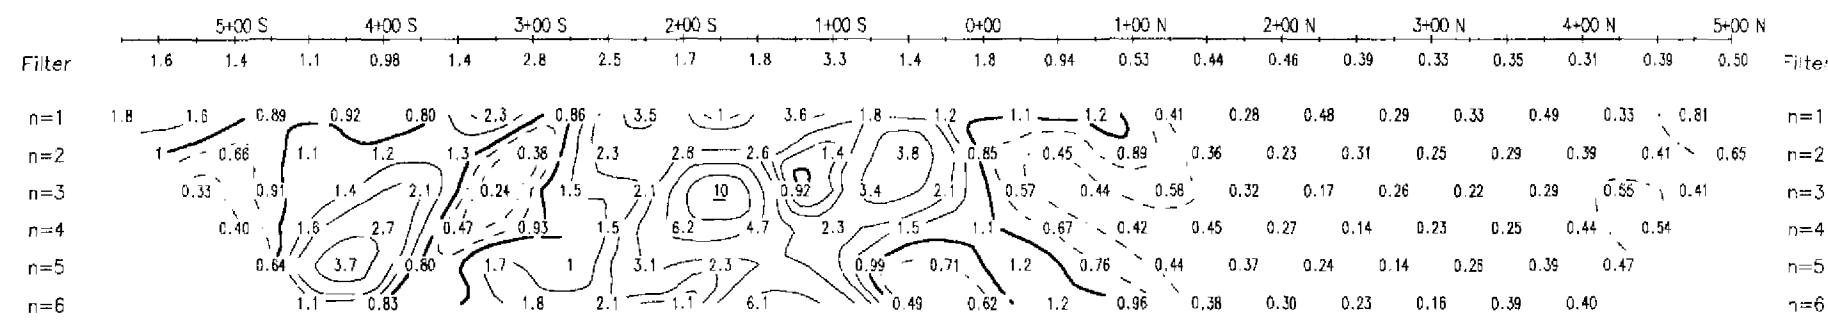 5+00 S 4+00 S 3+00 S 2+00 S 1+00 S 0+00 1+00 N 2+00 N 3+00 N 4+00 N 5+00 N
Filter 1.6 1.4 1.1 0.98 1.4 2.8 2.5 1.7 1.8 3.3 1.4 1.8 0.94 0.53 0.44 0.46 0.39 0.33 0.35 0.31 0.39 0.50 Filter
n=1 1.8 1.6 0.89 0.92 0.80 2.3 0.86 3.5 1 3.6 1.8 1.2 1.1 1.2 0.41 0.28 0.48 0.29 0.33 0.49 0.33 0.81 n=1
n=2 1 0.66 1.1 1.2 1.3 0.38 2.3 2.8 2.6 1.4 3.8 0.85 0.45 0.89 0.36 0.23 0.31 0.25 0.29 0.39 0.41 0.65 n=2
n=3 0.33 0.91 1.4 2.1 0.24 1.5 2.1 10 0.92 3.4 2.1 0.57 0.44 0.58 0.32 0.17 0.26 0.22 0.29 0.41 n=3
n=4 0.40 1.6 2.7 0.47 0.93 1.5 6.2 4.7 2.3 1.5 1.1 0.67 0.42 0.45 0.27 0.14 0.23 0.25 0.44 0.54 n=4
n=5 0.64 3.7 0.80 1.7 1 3.1 2.3 0.99 0.71 1.2 0.76 0.44 0.37 0.24 0.14 0.39 0.47 n=5
n=6 1.1 0.83 1.8 2.1 1.1 6.1 0.49 0.62 1.2 0.96 0.38 0.30 0.23 0.16 0.39 0.40 n=6